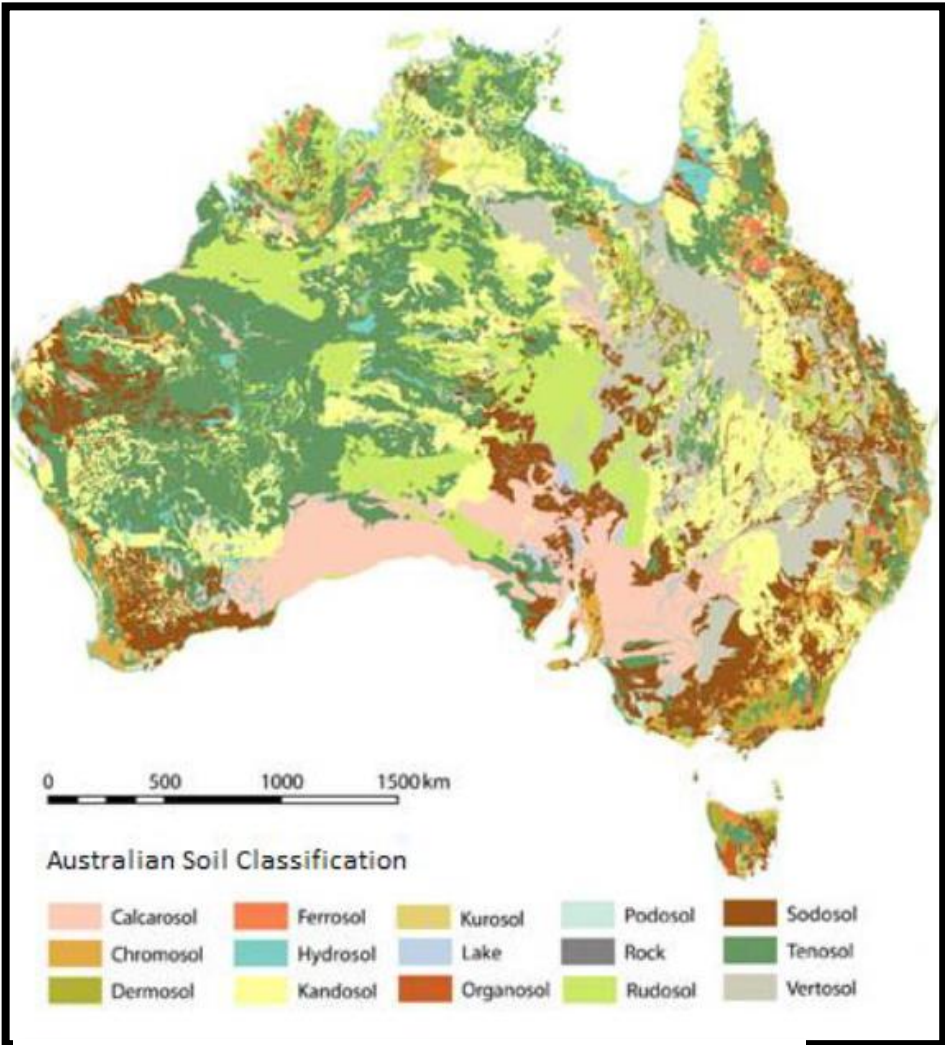 0 500 1000 1500 km
Australian Soil Classification
Calcarosol Ferrosol Kurosol Podosol Sodosol
Chromosol Hydrosol Lake Rock Tenosol
Dermosol Kandosol Organosol Rudosol Vertosol